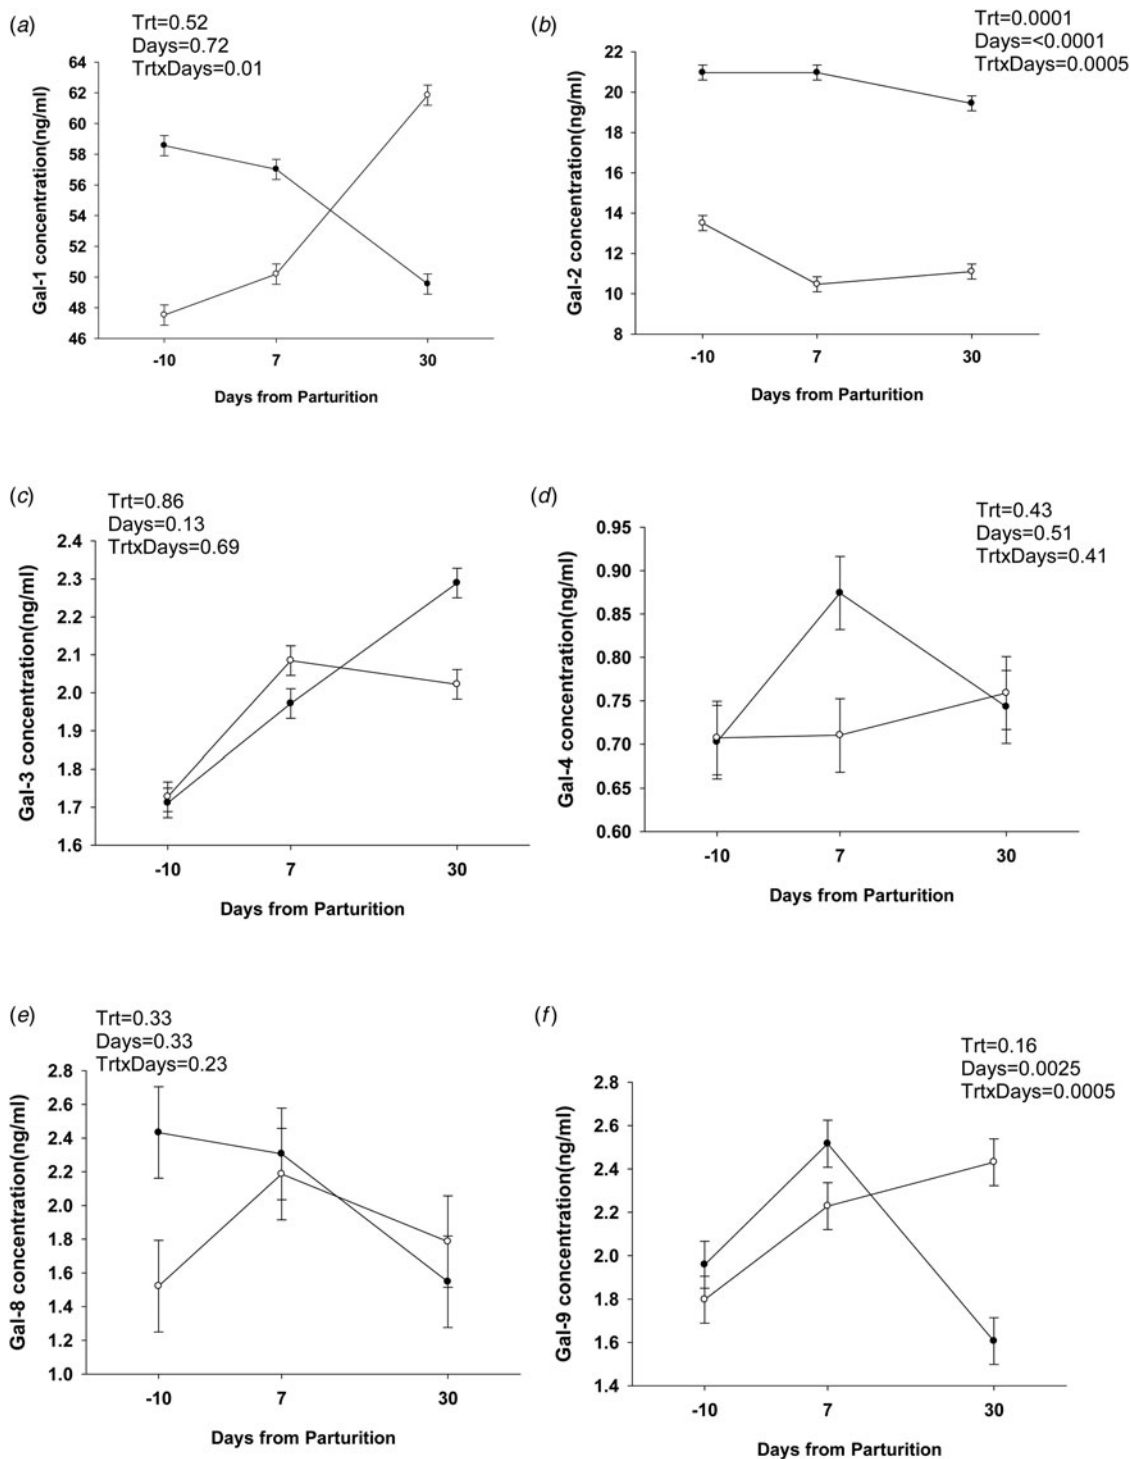 (a)
Trt=0.52
Days=0.72
TrtxDays=0.01
64
62
60
58
56
54
52
50
48
46
Gal-1 concentration(ng/ml)
-10 7 30
Days from Parturition
(b)
Trt=0.0001
Days=<0.0001
TrtxDays=0.0005
22
20
18
16
14
12
10
8
Gal-2 concentration(ng/ml)
-10 7 30
Days from Parturition
(c)
Trt=0.86
Days=0.13
TrtxDays=0.69
2.4
2.3
2.2
2.1
2.0
1.9
1.8
1.7
1.6
Gal-3 concentration(ng/ml)
-10 7 30
Days from Parturition
(d)
Trt=0.43
Days=0.51
TrtxDays=0.41
0.95
0.90
0.85
0.80
0.75
0.70
0.65
0.60
Gal-4 concentration(ng/ml)
-10 7 30
Days from Parturition
(e)
Trt=0.33
Days=0.33
TrtxDays=0.23
2.8
2.6
2.4
2.2
2.0
1.8
1.6
1.4
1.2
1.0
Gal-8 concentration(ng/ml)
-10 7 30
Days from Parturition
(f)
Trt=0.16
Days=0.0025
TrtxDays=0.0005
2.8
2.6
2.4
2.2
2.0
1.8
1.6
1.4
Gal-9 concentration(ng/ml)
-10 7 30
Days from Parturition